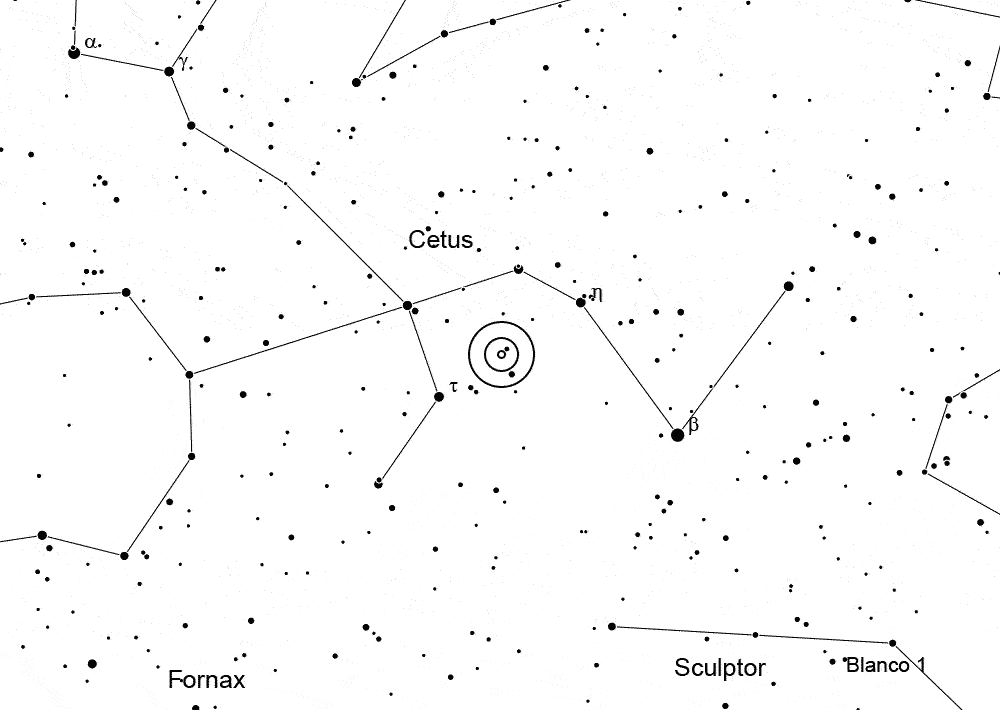 α
γ
Cetus
η
τ
β
Sculptor
Blanco 1
Fornax